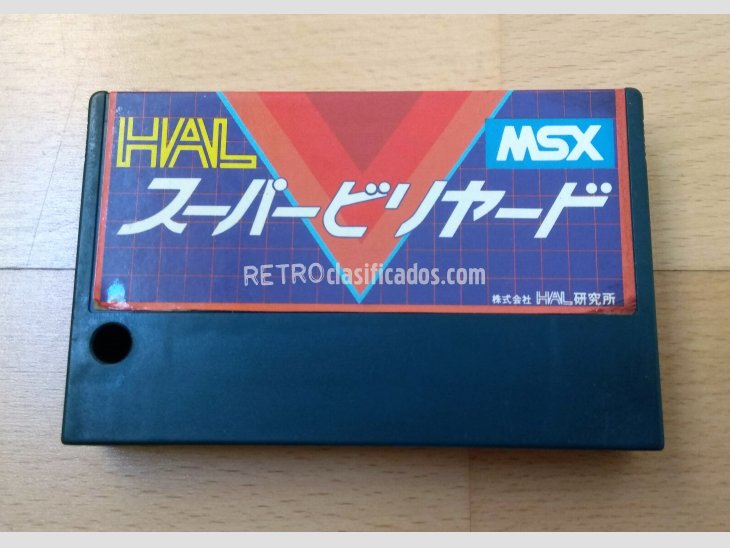 HAL
MSX
スーパービリヤード
RETROclasificados.com
株式会社 HAL研究所